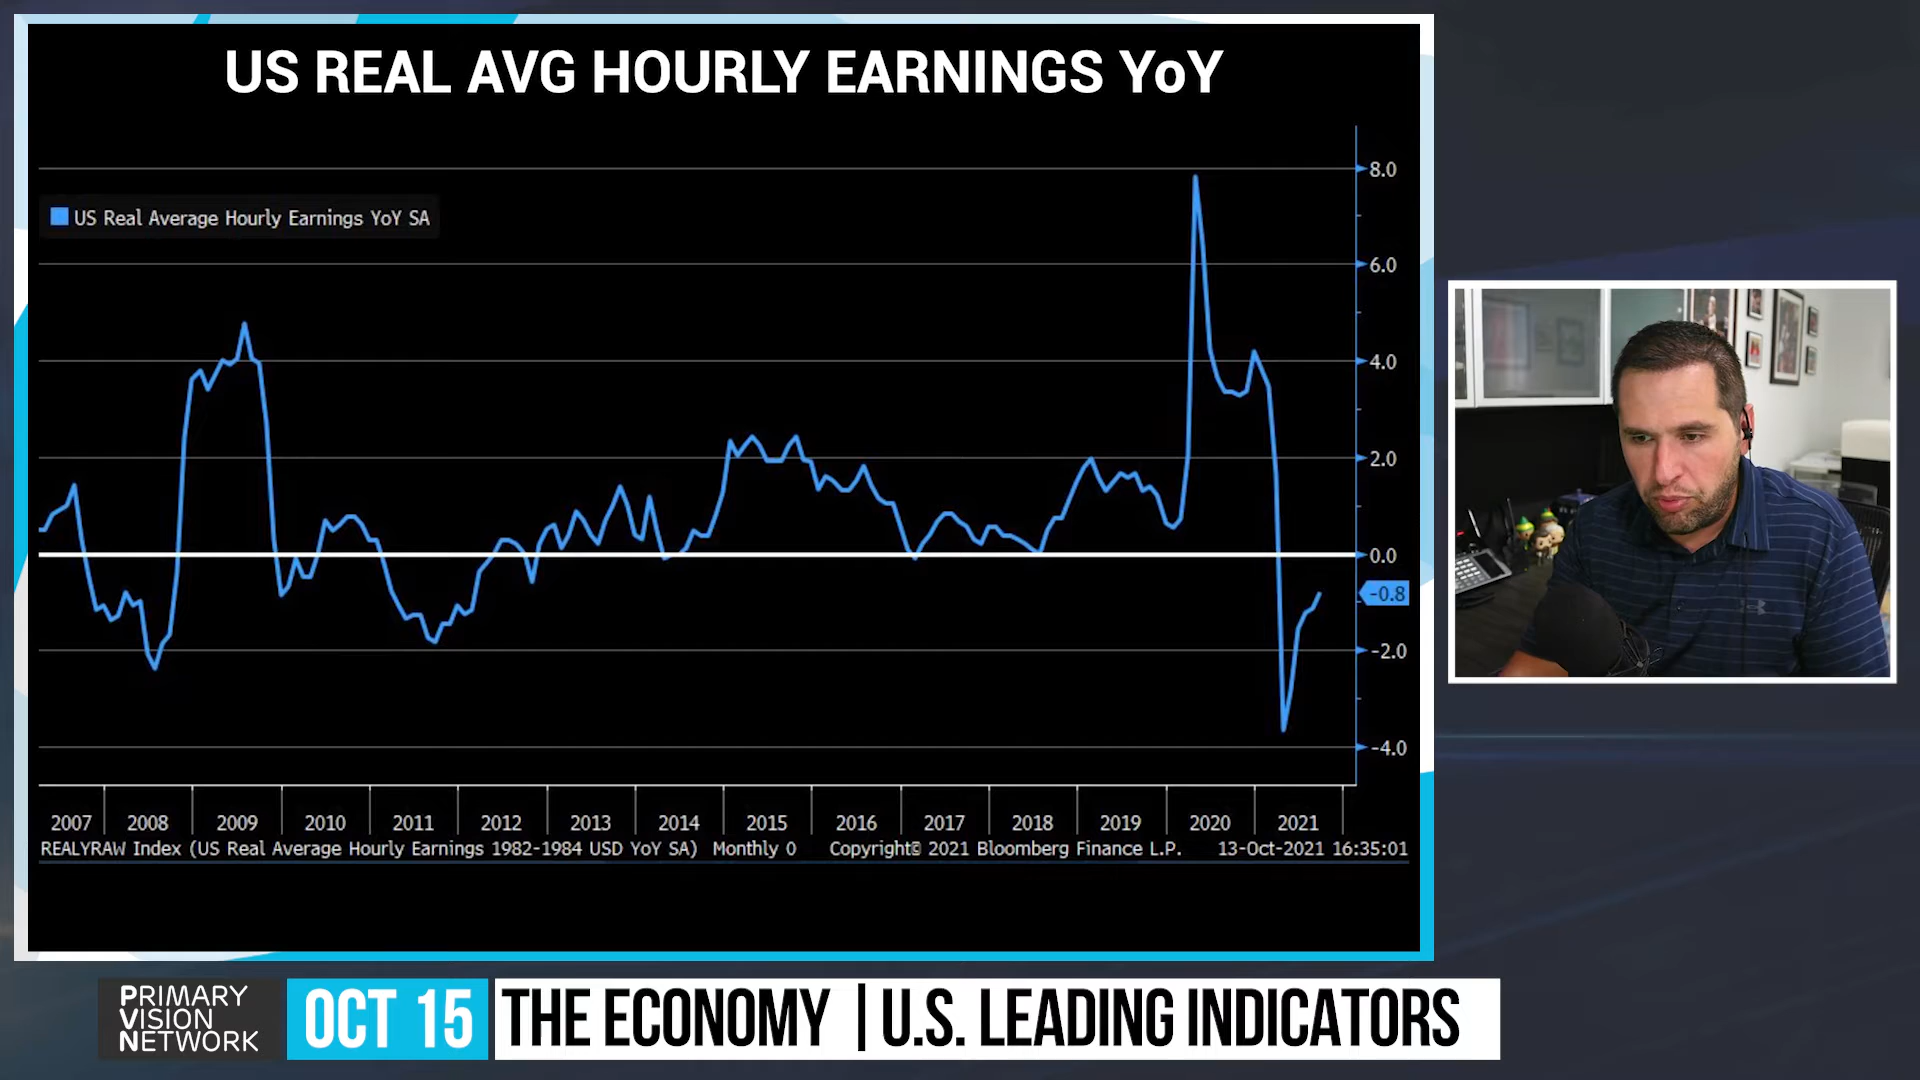 US REAL AVG HOURLY EARNINGS YoY
US Real Average Hourly Earnings YoY SA
8.0
6.0
4.0
2.0
0.0
-0.8
-2.0
-4.0
2007 2008 2009 2010 2011 2012 2013 2014 2015 2016 2017 2018 2019 2020 2021
REALYRAW Index (US Real Average Hourly Earnings 1982-1984 USD YoY SA) Monthly 0 Copyright© 2021 Bloomberg Finance L.P. 13-Oct-2021 16:35:01
PRIMARY
VISION
NETWORK
OCT 15
THE ECONOMY | U.S. LEADING INDICATORS